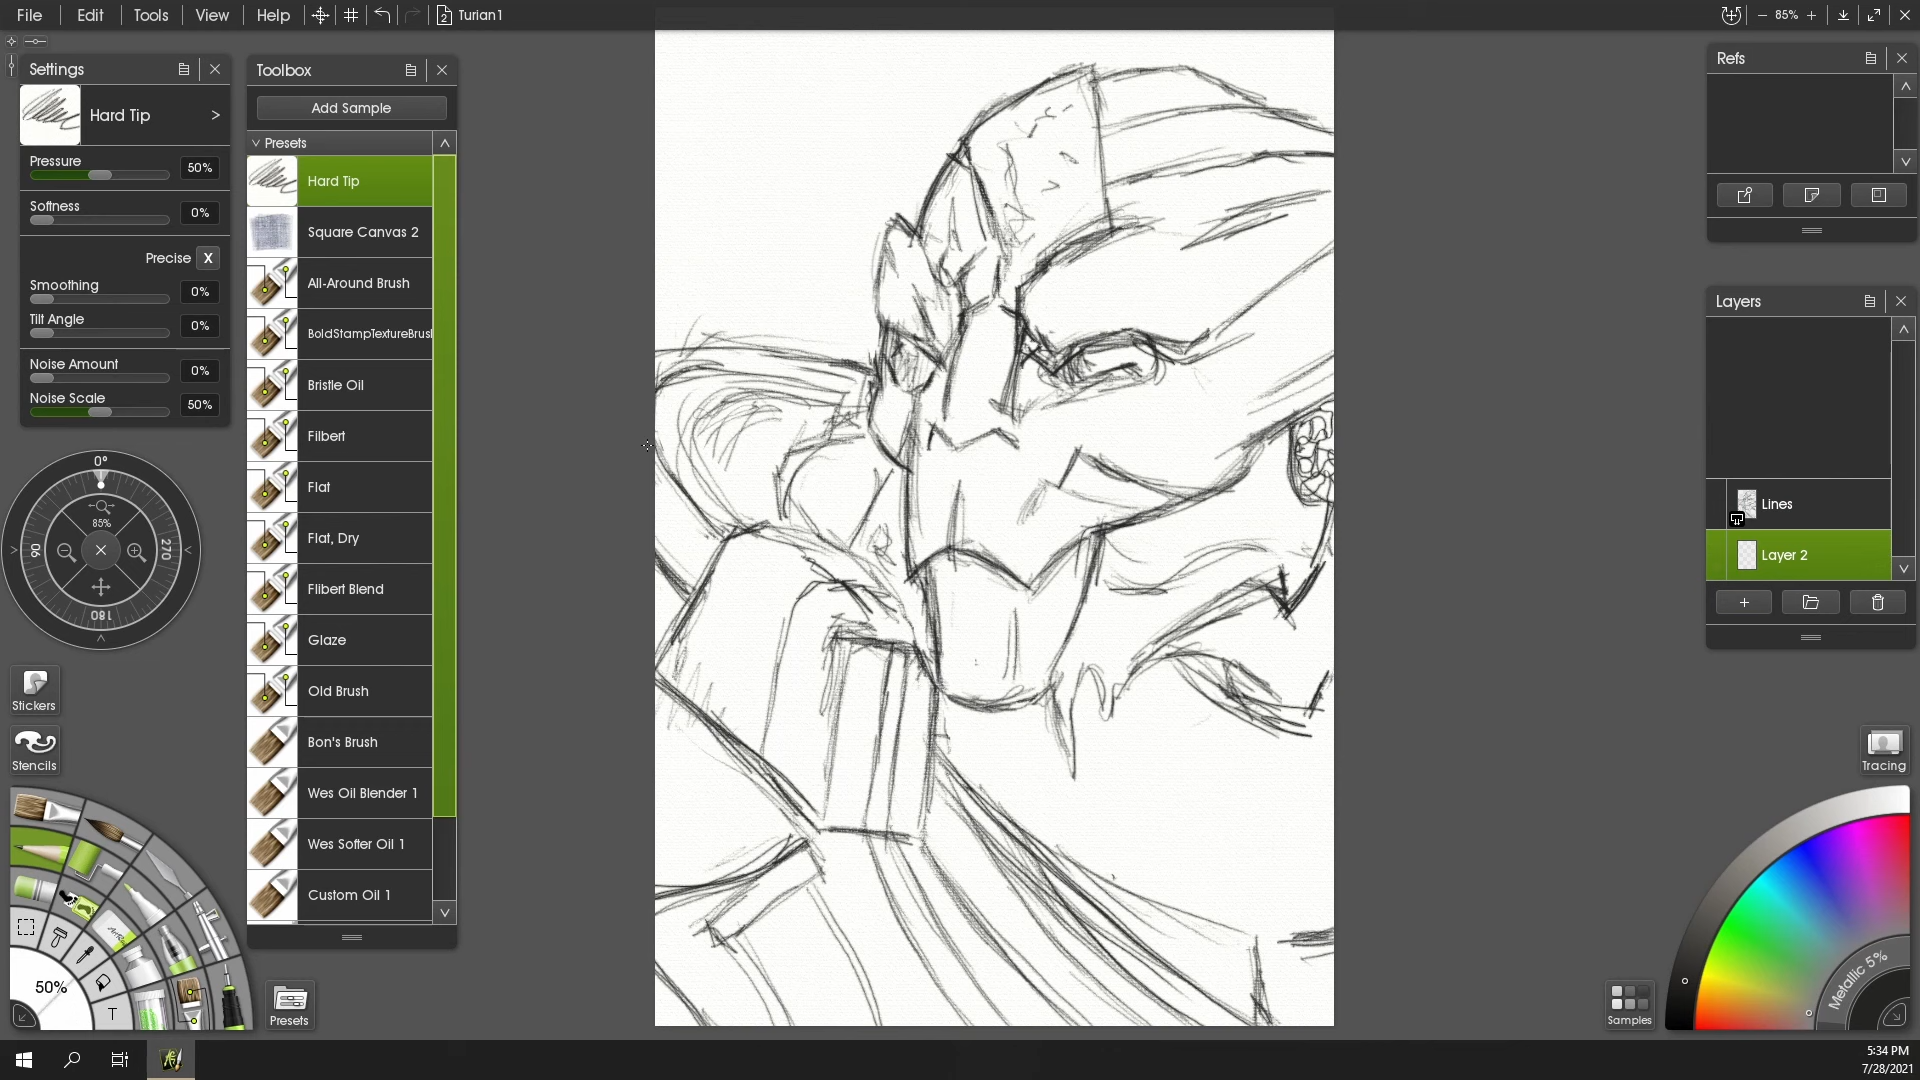 File Edit Tools View Help
2 Turian1
85%
Settings
Hard Tip >
Pressure
50%
Softness
0%
Precise X
Smoothing
0%
Tilt Angle
0%
Noise Amount
0%
Noise Scale
50%
0°
85%
90
270
180
Stickers
Stencils
50%
T
Presets
Toolbox
Add Sample
Presets
Hard Tip
Square Canvas 2
All-Around Brush
BoldStampTextureBrus
Bristle Oil
Filbert
Flat
Flat, Dry
Flibert Blend
Glaze
Old Brush
Bon's Brush
Wes Oil Blender 1
Wes Softer Oil 1
Custom Oil 1
Refs
Layers
Lines
Layer 2
Tracing
Metallic 5%
Samples
5:34 PM
7/28/2021